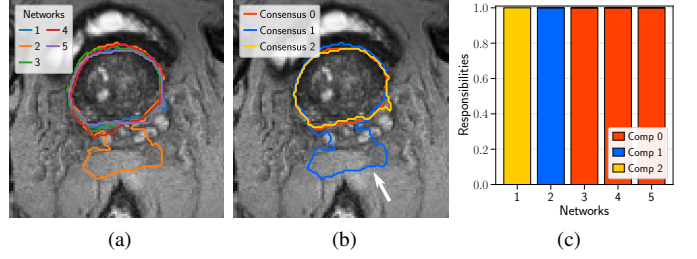 Networks
1 4
2 5
3
Consensus 0
Consensus 1
Consensus 2
Responsibilities
1.0
0.8
0.6
0.4
0.2
0.0
Comp 0
Comp 1
Comp 2
1 2 3 4 5
Networks
(a) (b) (c)